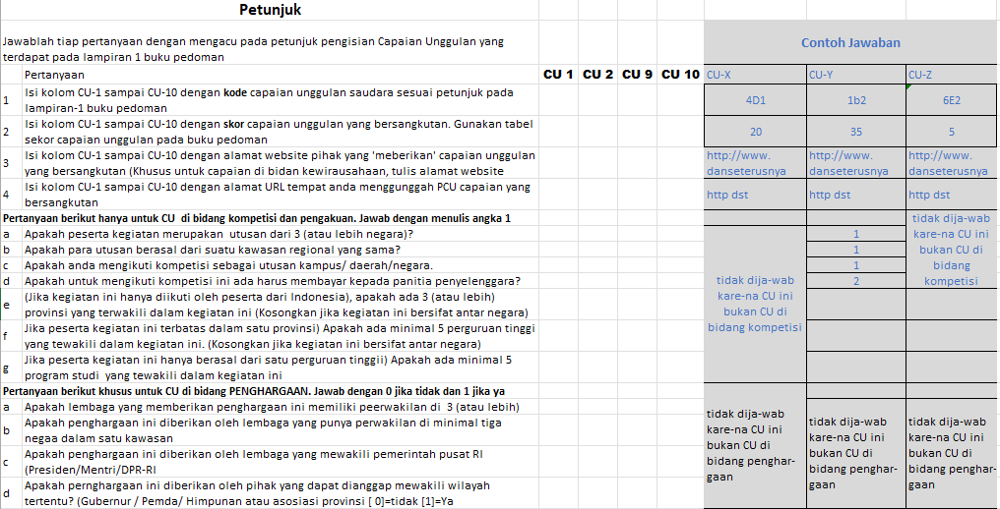 Petunjuk
Jawablah tiap pertanyaan dengan mengacu pada petunjuk pengisian Capaian Unggulan yang
terdapat pada lampiran 1 buku pedoman
Contoh Jawaban
Pertanyaan CU 1 CU 2 CU 9 CU 10 CU-X CU-Y CU-Z
1 Isi kolom CU-1 sampai CU-10 dengan kode capaian unggulan saudara sesuai petunjuk pada
lampiran-1 buku pedoman
4D1 1b2 6E2
2 Isi kolom CU-1 sampai CU-10 dengan skor capaian unggulan yang bersangkutan. Gunakan tabel
sekor capaian unggulan pada buku pedoman
20 35 5
3 Isi kolom CU-1 sampai CU-10 dengan alamat website pihak yang 'meberikan' capaian unggulan
yang bersangkutan (Khusus untuk capaian di bidan kewirausahaan, tulis alamat website
http://www. http://www. http://www.
danseterusnya danseterusnya danseterusnya
4 Isi kolom CU-1 sampai CU-10 dengan alamat URL tempat anda menggunggah PCU capaian yang
bersangkutan
http dst http dst http dst
Pertanyaan berikut hanya untuk CU di bidang kompetisi dan pengakuan. Jawab dengan menulis angka 1
a Apakah peserta kegiatan merupakan utusan dari 3 (atau lebih negara)? 1
b Apakah para utusan berasal dari suatu kawasan regional yang sama? 1
c Apakah anda mengikuti kompetisi sebagai utusan kampus/ daerah/negara. 1
d Apakah untuk mengikuti kompetisi ini ada harus membayar kepada panitia penyelenggara? 2
e (Jika kegiatan ini hanya diikuti oleh peserta dari Indonesia), apakah ada 3 (atau lebih)
provinsi yang terwakili dalam kegiatan ini (Kosongkan jika kegiatan ini bersifat antar negara)
f Jika peserta kegiatan ini terbatas dalam satu provinsi) Apakah ada minimal 5 perguruan tinggi
yang tewakili dalam kegiatan ini. (Kosongkan jika kegiatan ini bersifat antar negara)
g Jika peserta kegiatan ini hanya berasal dari satu perguruan tinggii) Apakah ada minimal 5
program studi yang tewakili dalam kegiatan ini
tidak dija-wab
kare-na CU ini
bukan CU di
bidang kompetisi
tidak dija-wab
kare-na CU ini
bukan CU di
bidang
kompetisi
Pertanyaan berikut khusus untuk CU di bidang PENGHARGAAN. Jawab dengan 0 jika tidak dan 1 jika ya
a Apakah lembaga yang memberikan penghargaan ini memiliki peerwakilan di 3 (atau lebih)
b Apakah penghargaan ini diberikan oleh lembaga yang punya perwakilan di minimal tiga
negaa dalam satu kawasan
c Apakah penghargaan ini diberikan oleh lembaga yang mewakili pemerintah pusat RI
(Presiden/Mentri/DPR-RI
d Apakah pernghargaan ini diberikan oleh pihak yang dapat dianggap mewakili wilayah
tertentu? (Gubernur / Pemda/ Himpunan atau asosiasi provinsi [ 0]=tidak [1]=Ya
tidak dija-wab
kare-na CU ini
bukan CU di
bidang penghar-
gaan
tidak dija-wab
kare-na CU ini
bukan CU di
bidang penghar-
gaan
tidak dija-wab
kare-na CU ini
bukan CU di
bidang penghar-
gaan